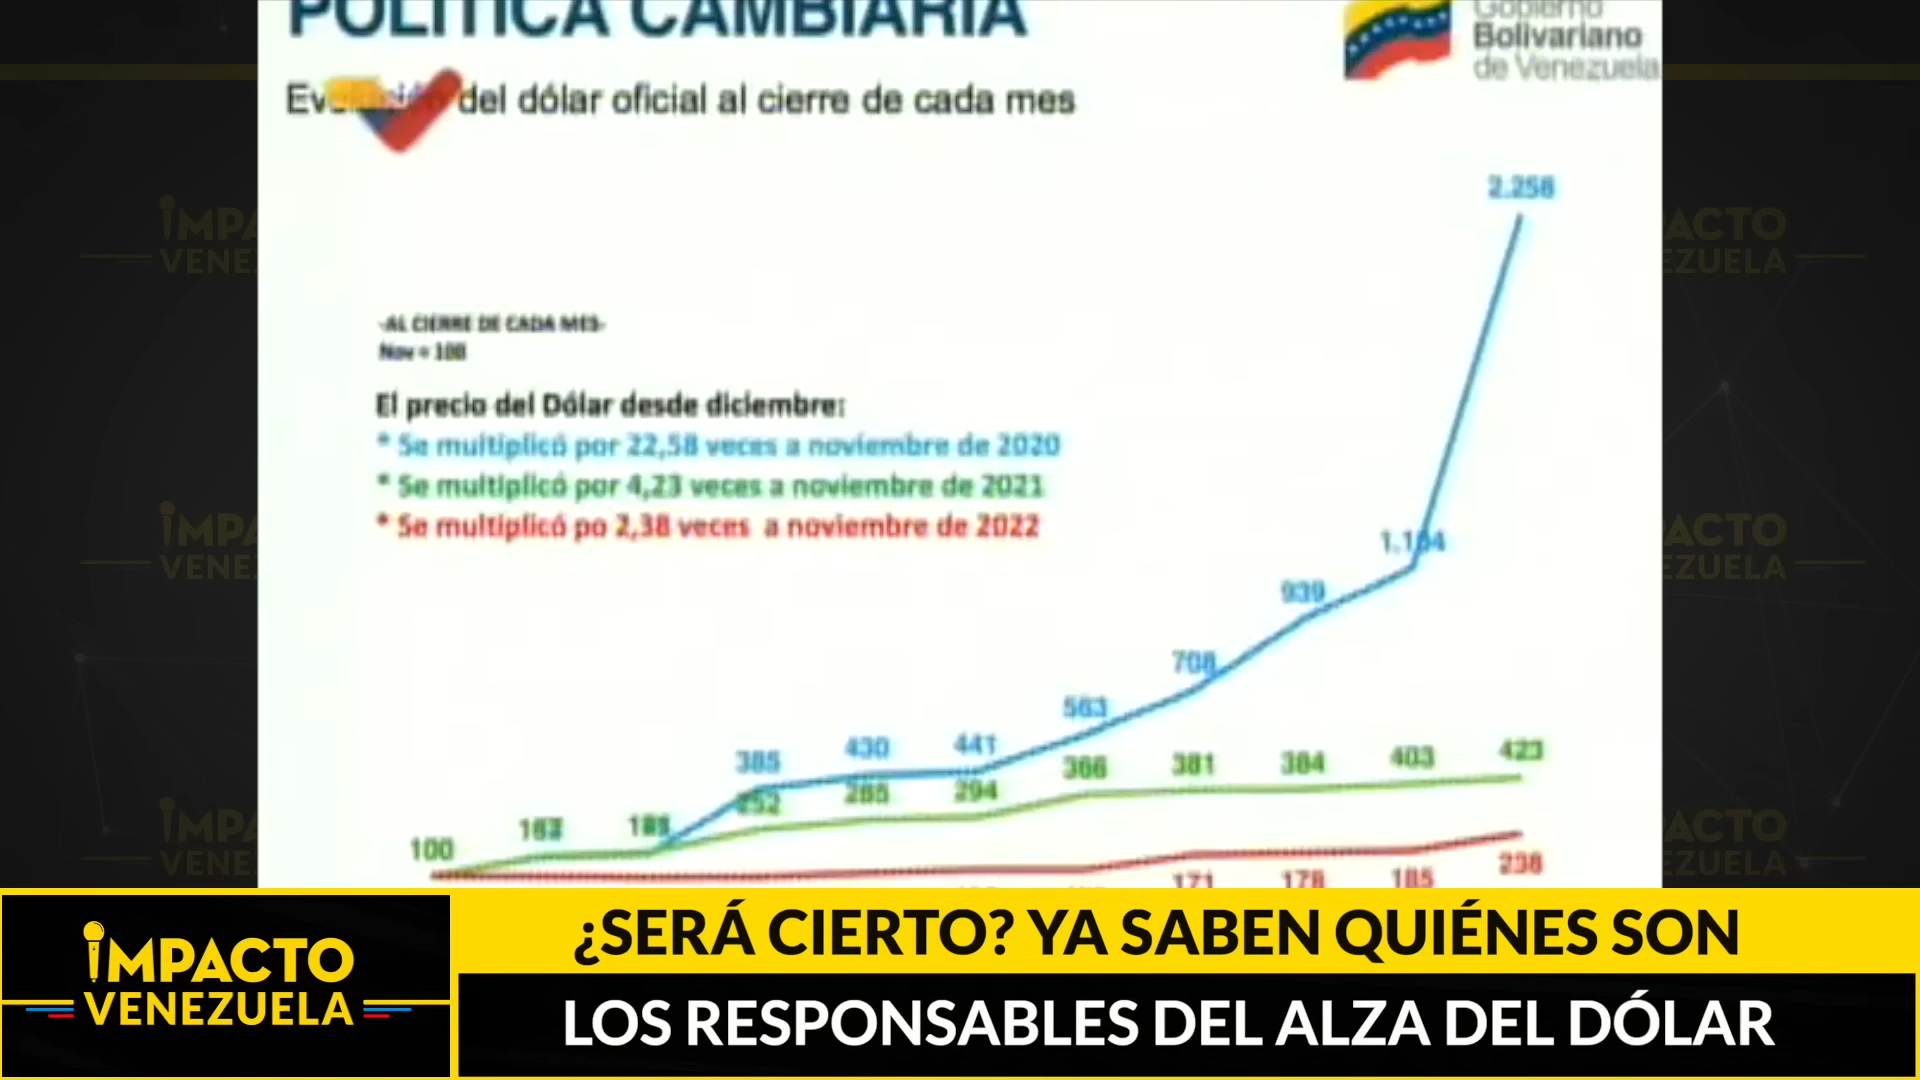 POLÍTICA CAMBIARIA
Gobierno
Bolivariano
de Venezuela
del dólar oficial al cierre de cada mes
2.258
-AL CIERRE DE CADA MES-
Nov = 100
El precio del Dólar desde diciembre:
* Se multiplicó por 22,58 veces a noviembre de 2020
* Se multiplicó por 4,23 veces a noviembre de 2021
* Se multiplicó po 2,38 veces a noviembre de 2022
939
708
563
385 430 441
366 381 384 403 423
252 285 294
100
171 178 185 238
IMPACTO
VENEZUELA
¿SERÁ CIERTO? YA SABEN QUIÉNES SON
LOS RESPONSABLES DEL ALZA DEL DÓLAR